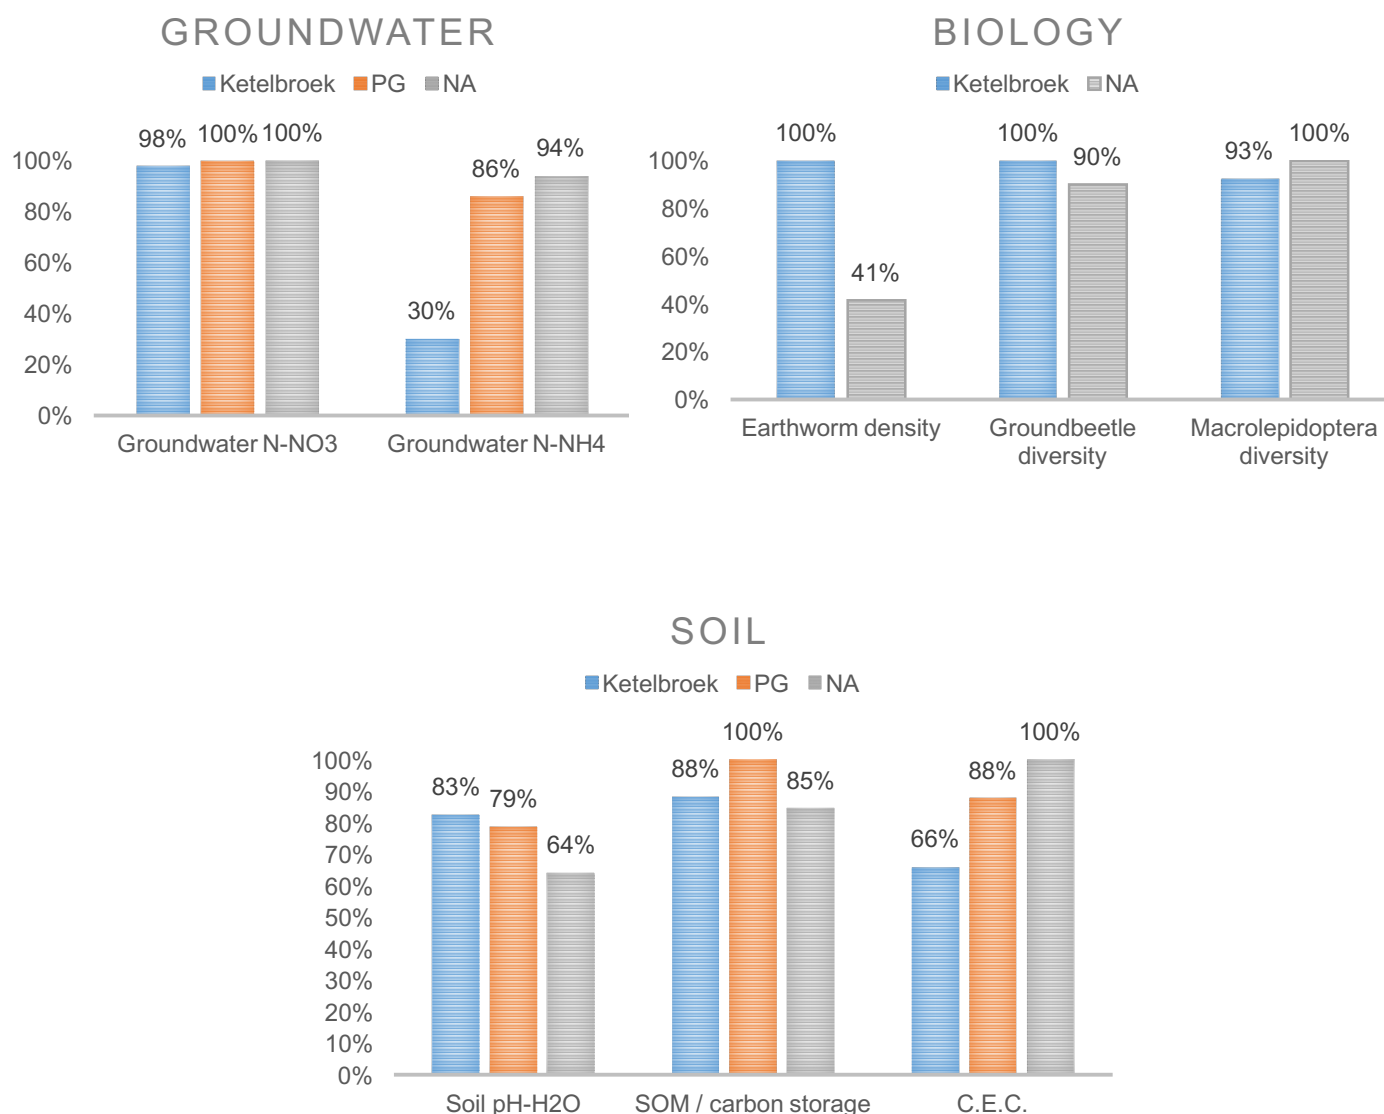 GROUNDWATER
Ketelbroek PG NA
98% 100% 100%
30% 86% 94%
100%
80%
60%
40%
20%
0%
Groundwater N-NO3 Groundwater N-NH4
BIOLOGY
Ketelbroek NA
100% 41% 100% 90% 93% 100%
100%
80%
60%
40%
20%
0%
Earthworm density Groundbeetle Macrolepidoptera
diversity diversity
SOIL
Ketelbroek PG NA
83% 79% 64%
88% 100% 85%
66% 88% 100%
100%
90%
80%
70%
60%
50%
40%
30%
20%
10%
0%
Soil pH-H2O SOM / carbon storage C.E.C.